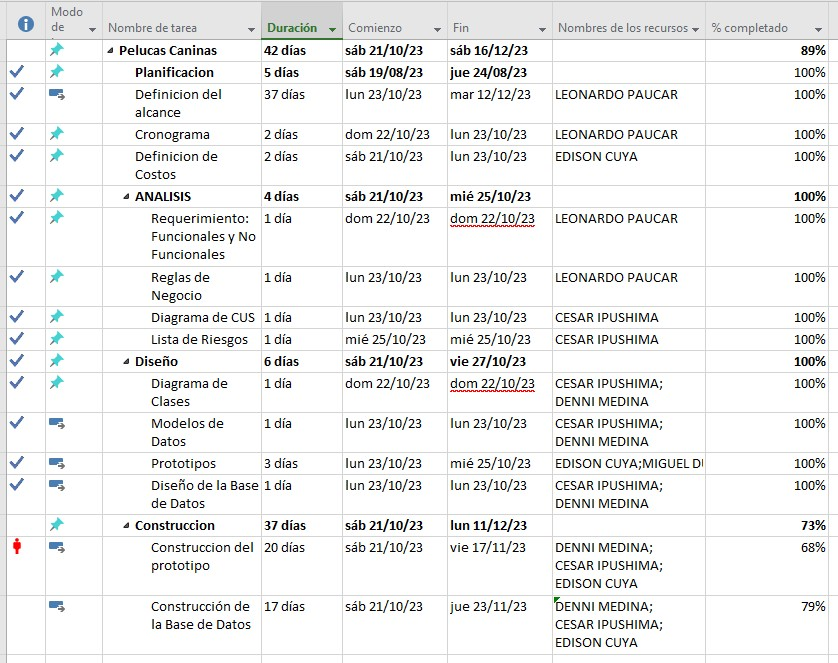 Modo de Nombre de tarea Duración Comienzo Fin Nombres de los recursos % completado
Pelucas Caninas 42 días sáb 21/10/23 sáb 16/12/23 89%
Planificacion 5 días sáb 19/08/23 jue 24/08/23 100%
Definicion del 37 días lun 23/10/23 mar 12/12/23 LEONARDO PAUCAR 100%
alcance
Cronograma 2 días dom 22/10/23 lun 23/10/23 LEONARDO PAUCAR 100%
Definicion de 2 días sáb 21/10/23 lun 23/10/23 EDISON CUYA 100%
Costos
ANALISIS 4 días sáb 21/10/23 mié 25/10/23 100%
Requerimiento: 1 día dom 22/10/23 dom 22/10/23 LEONARDO PAUCAR 100%
Funcionales y No
Funcionales
Reglas de 1 día lun 23/10/23 lun 23/10/23 LEONARDO PAUCAR 100%
Negocio
Diagrama de CUS 1 día lun 23/10/23 lun 23/10/23 CESAR IPUSHIMA 100%
Lista de Riesgos 1 día mié 25/10/23 mié 25/10/23 CESAR IPUSHIMA 100%
Diseño 6 días sáb 21/10/23 vie 27/10/23 100%
Diagrama de 1 día dom 22/10/23 dom 22/10/23 CESAR IPUSHIMA; 100%
Clases DENNI MEDINA
Modelos de 1 día lun 23/10/23 lun 23/10/23 CESAR IPUSHIMA; 100%
Datos DENNI MEDINA
Prototipos 3 días lun 23/10/23 mié 25/10/23 EDISON CUYA;MIGUEL 100%
Diseño de la Base 1 día lun 23/10/23 lun 23/10/23 CESAR IPUSHIMA; 100%
de Datos DENNI MEDINA
Construccion 37 días sáb 21/10/23 lun 11/12/23 73%
Construccion del 20 días sáb 21/10/23 vie 17/11/23 DENNI MEDINA; 68%
prototipo CESAR IPUSHIMA;
EDISON CUYA
Construcción de 17 días sáb 21/10/23 jue 23/11/23 DENNI MEDINA; 79%
la Base de Datos CESAR IPUSHIMA;
EDISON CUYA